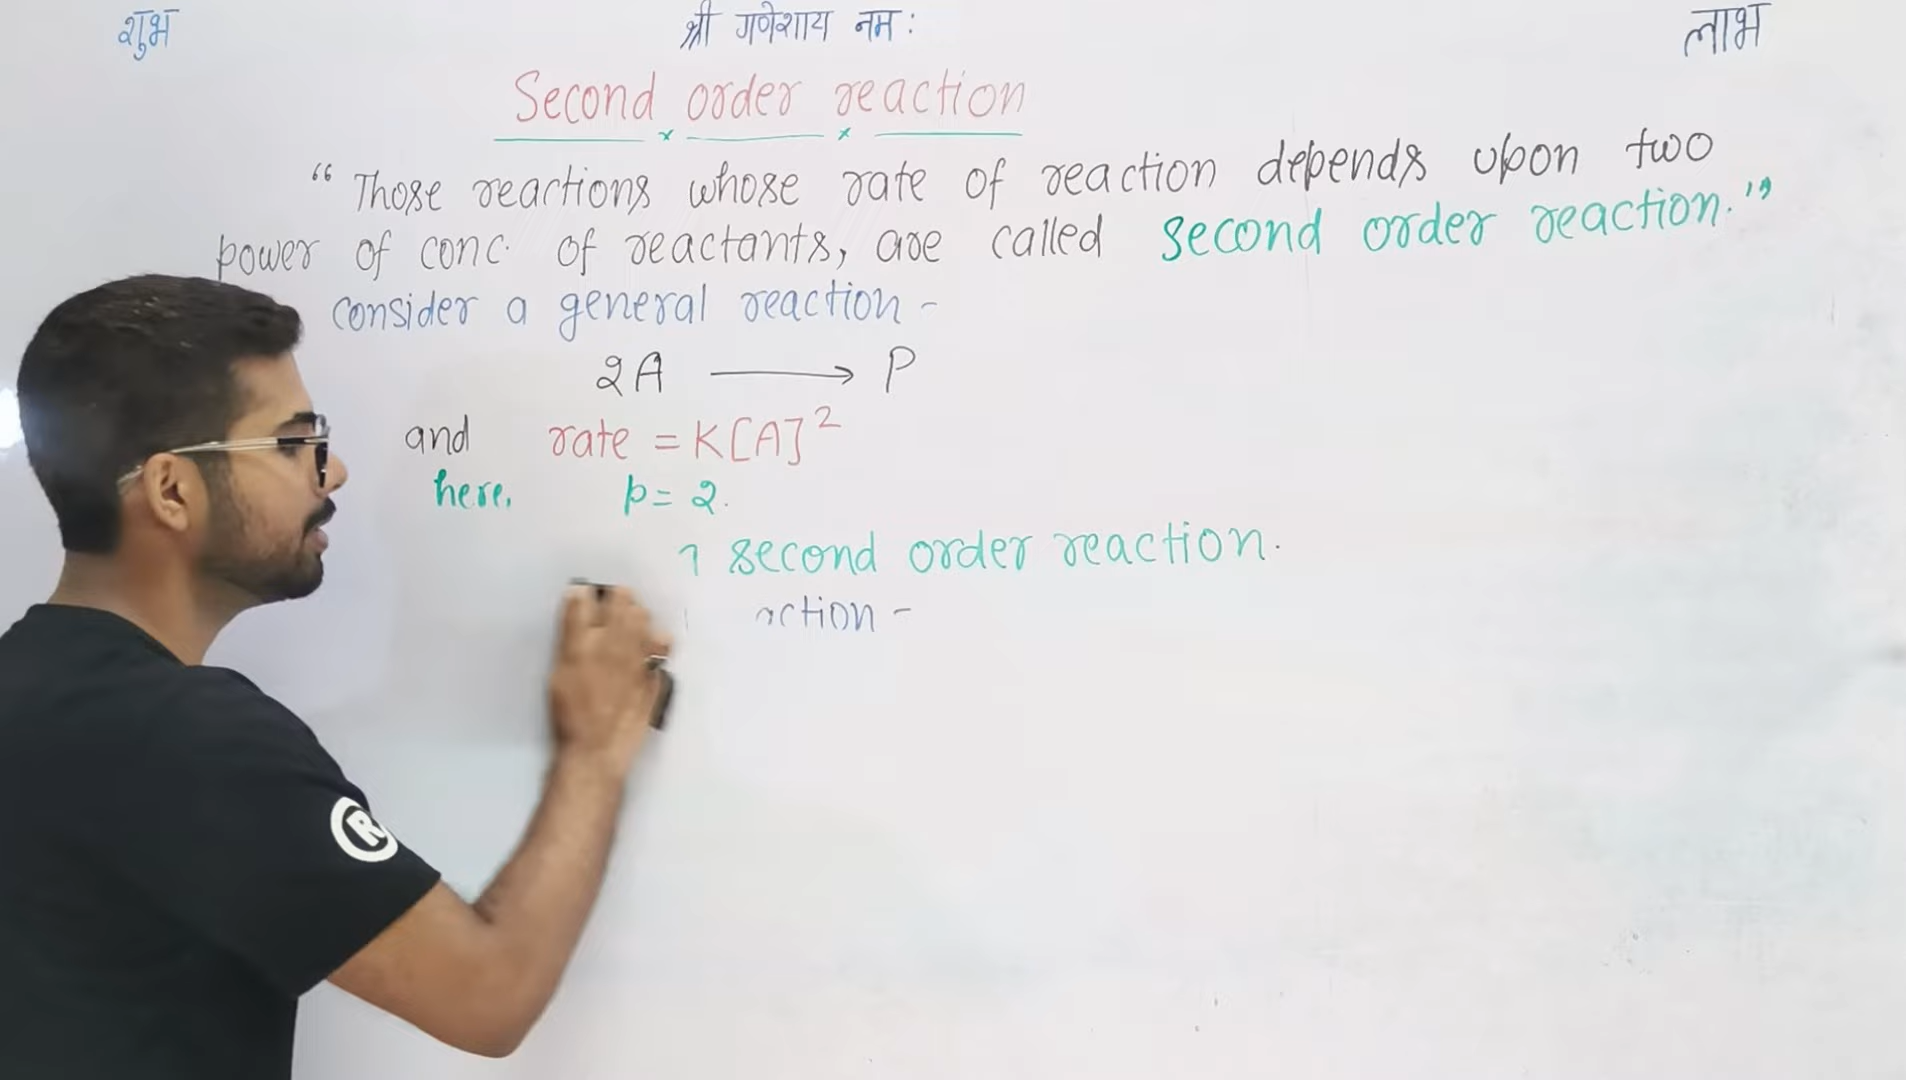 शुभ श्री गणेशाय नम: लाभ
Second order reaction
“Those reactions whose rate of reaction depends upon two
power of conc. of reactants, are called second order reaction.”
consider a general reaction -
2A ⟶ P
and rate = K[A]²
here, p = 2.
second order reaction.
ction -
R